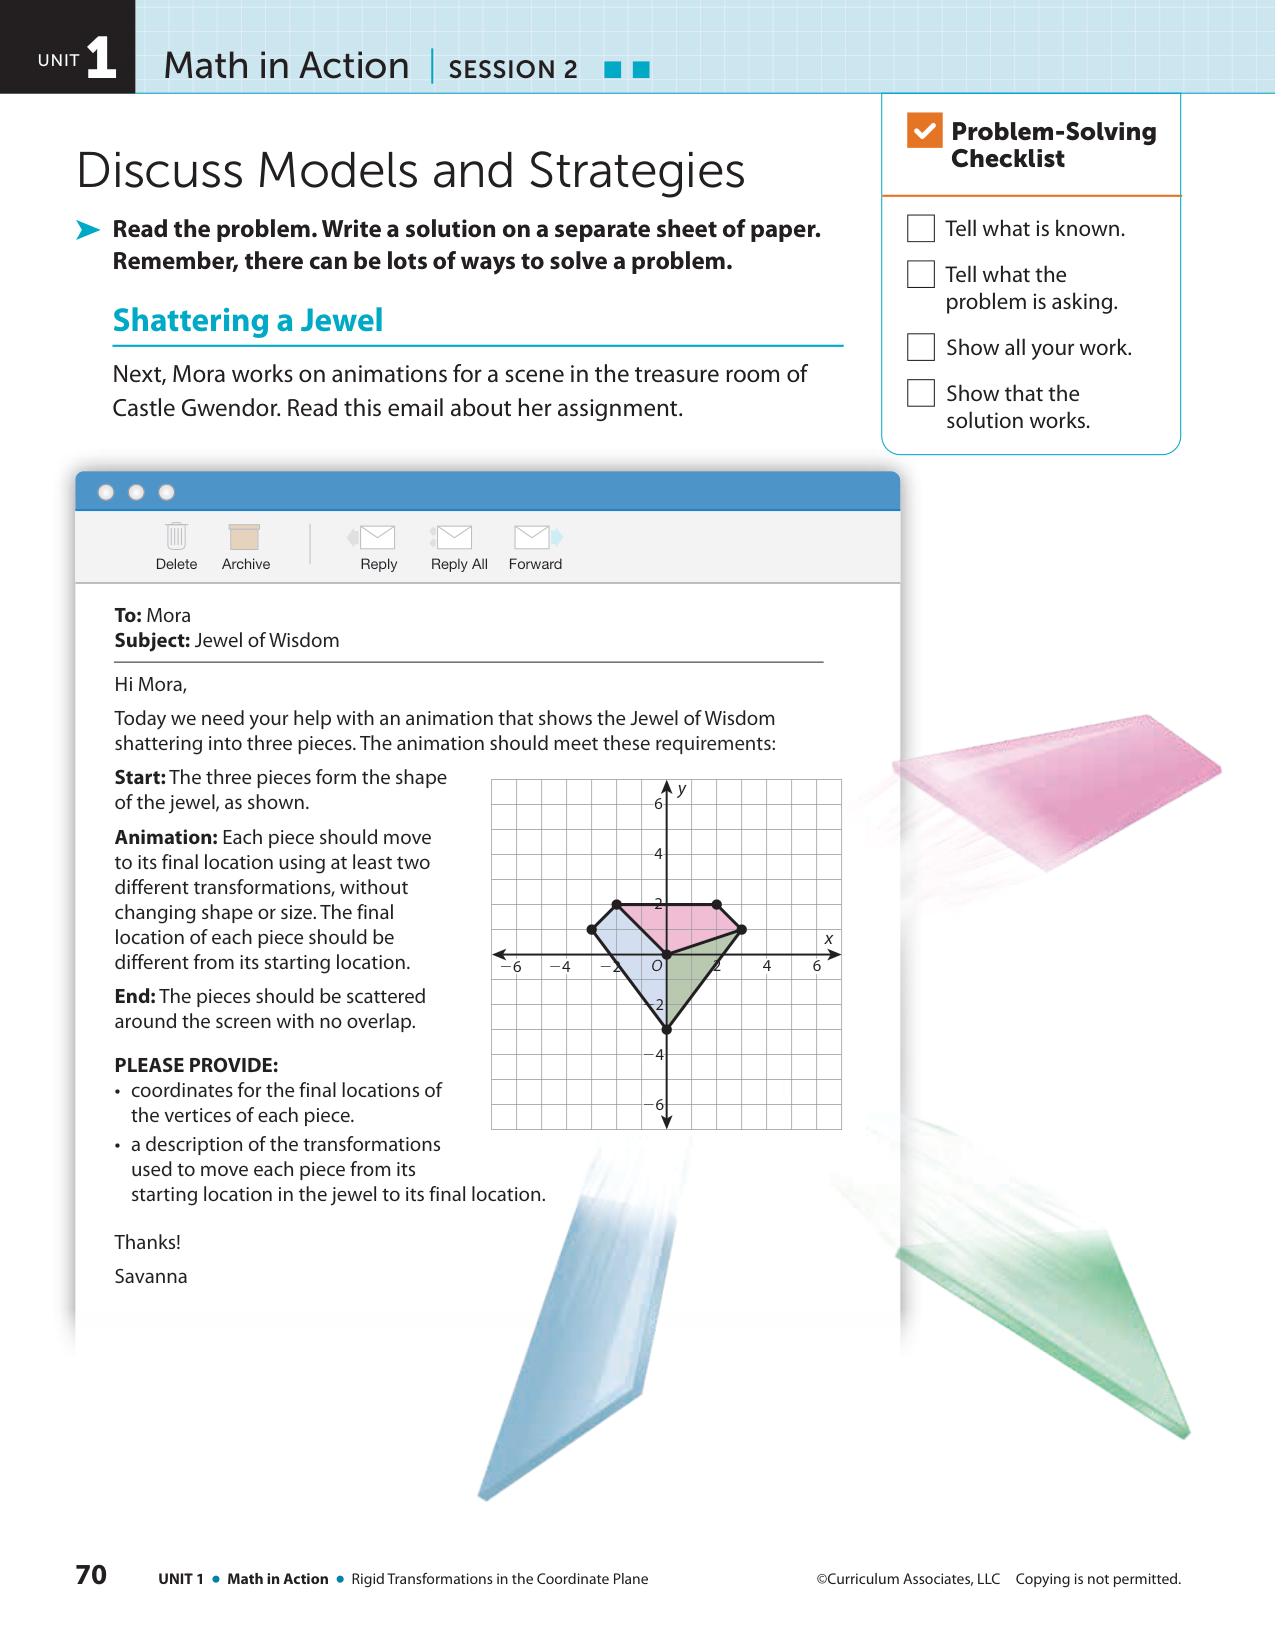 UNIT 1 Math in Action | SESSION 2
Problem-Solving
Checklist
Tell what is known.
Tell what the
problem is asking.
Show all your work.
Show that the
solution works.
Discuss Models and Strategies
Read the problem. Write a solution on a separate sheet of paper.
Remember, there can be lots of ways to solve a problem.
Shattering a Jewel
Next, Mora works on animations for a scene in the treasure room of
Castle Gwendor. Read this email about her assignment.
Delete Archive Reply Reply All Forward
To: Mora
Subject: Jewel of Wisdom
Hi Mora,
Today we need your help with an animation that shows the Jewel of Wisdom
shattering into three pieces. The animation should meet these requirements:
Start: The three pieces form the shape
of the jewel, as shown.
Animation: Each piece should move
to its final location using at least two
different transformations, without
changing shape or size. The final
location of each piece should be
different from its starting location.
End: The pieces should be scattered
around the screen with no overlap.
PLEASE PROVIDE:
• coordinates for the final locations of
the vertices of each piece.
• a description of the transformations
used to move each piece from its
starting location in the jewel to its final location.
Thanks!
Savanna
y
6
4
2
x
−6 −4 −2 O 2 4 6
−2
−4
−6
70 UNIT 1 • Math in Action • Rigid Transformations in the Coordinate Plane ©Curriculum Associates, LLC Copying is not permitted.